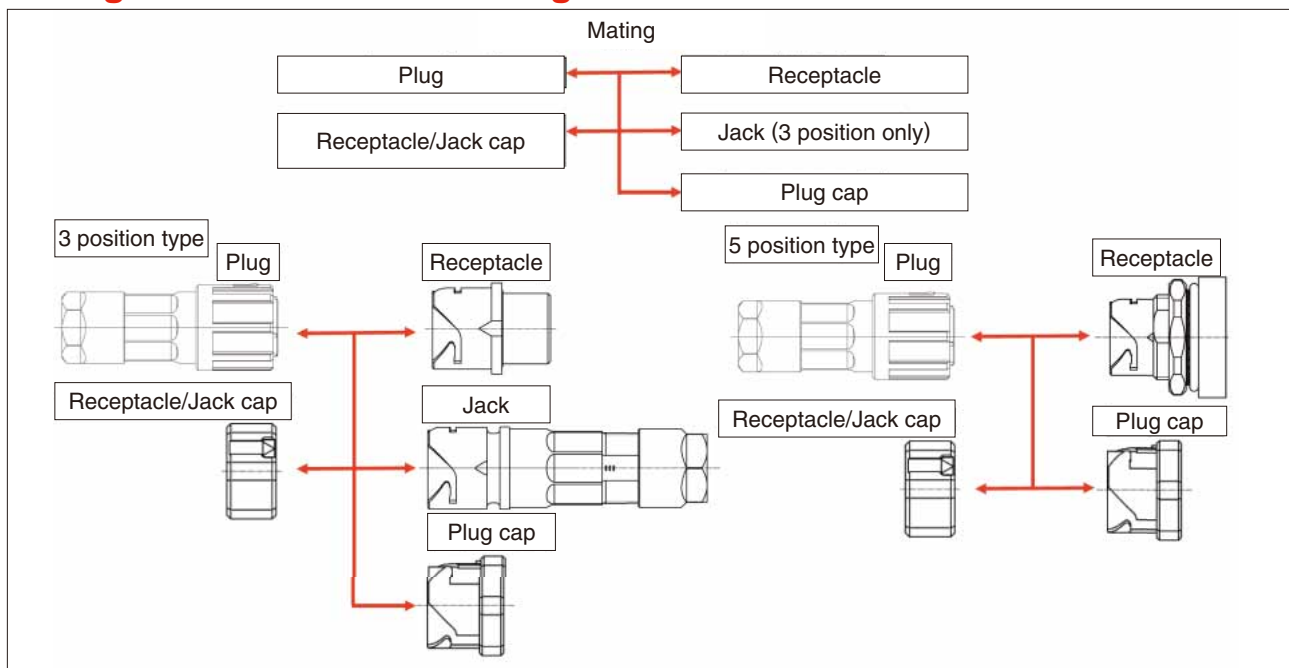 Mating
Plug
Receptacle
Receptacle/Jack cap
Jack (3 position only)
Plug cap
3 position type
Plug
Receptacle
Receptacle/Jack cap
Jack
Plug cap
5 position type
Plug
Receptacle
Receptacle/Jack cap
Plug cap